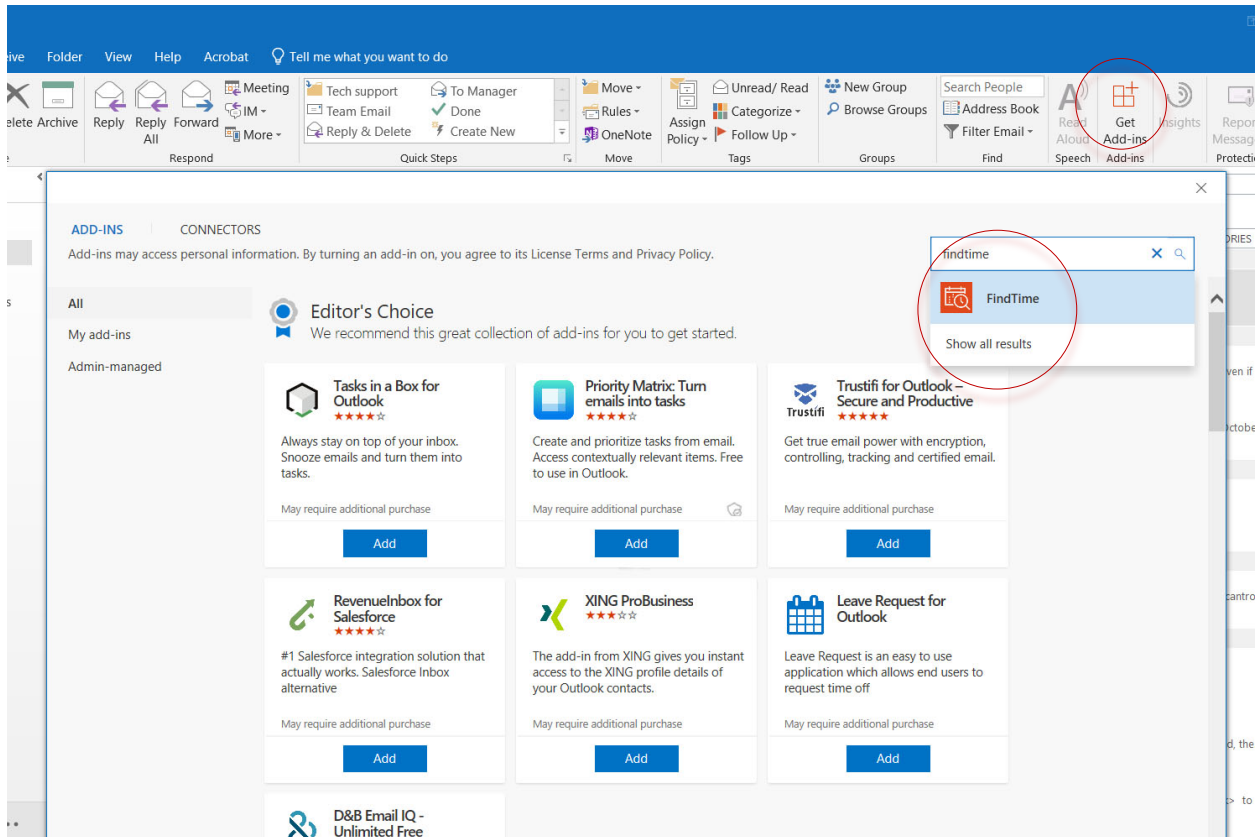 Folder View Help Acrobat Tell me what you want to do
Archive
Reply
Reply All
Forward
Meeting
IM
More
Respond
Tech support
To Manager
Team Email
Done
Reply & Delete
Create New
Quick Steps
Move
Rules
OneNote
Move
Assign Policy
Unread/ Read
Categorize
Follow Up
Tags
New Group
Browse Groups
Groups
Search People
Address Book
Filter Email
Find
Read Aloud
Speech
Get Add-ins
Add-ins
Insights
ADD-INS CONNECTORS
Add-ins may access personal information. By turning an add-in on, you agree to its License Terms and Privacy Policy.
findtime
FindTime
Show all results
All
My add-ins
Admin-managed
Editor's Choice
We recommend this great collection of add-ins for you to get started.
Tasks in a Box for
Outlook
Always stay on top of your inbox.
Snooze emails and turn them into
tasks.
May require additional purchase
Add
Priority Matrix: Turn
emails into tasks
Create and prioritize tasks from email.
Access contextually relevant items. Free
to use in Outlook.
May require additional purchase
Add
Trustifi
Trustifi for Outlook –
Secure and Productive
Get true email power with encryption,
controlling, tracking and certified email.
May require additional purchase
Add
RevenueInbox for
Salesforce
#1 Salesforce integration solution that
actually works. Salesforce Inbox
alternative
May require additional purchase
Add
XING ProBusiness
The add-in from XING gives you instant
access to the XING profile details of
your Outlook contacts.
May require additional purchase
Add
Leave Request for
Outlook
Leave Request is an easy to use
application which allows end users to
request time off
May require additional purchase
Add
D&B Email IQ -
Unlimited Free